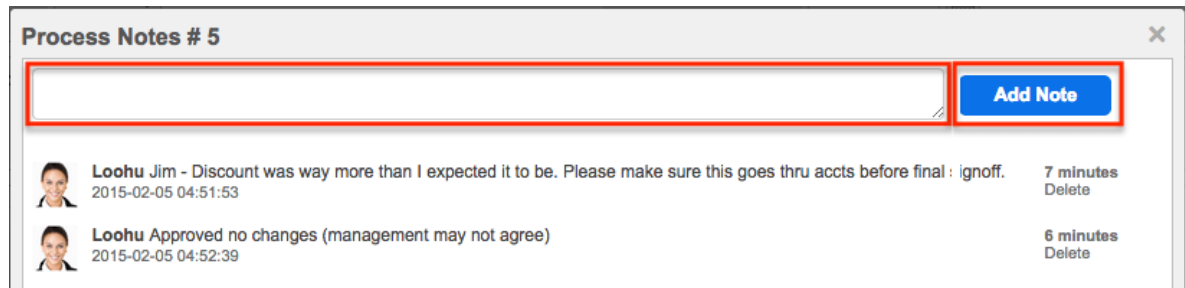 Process Notes # 5
×
Add Note
Loohu Jim - Discount was way more than I expected it to be. Please make sure this goes thru accts before final signoff.
7 minutes
2015-02-05 04:51:53
Delete
Loohu Approved no changes (management may not agree)
6 minutes
2015-02-05 04:52:39
Delete